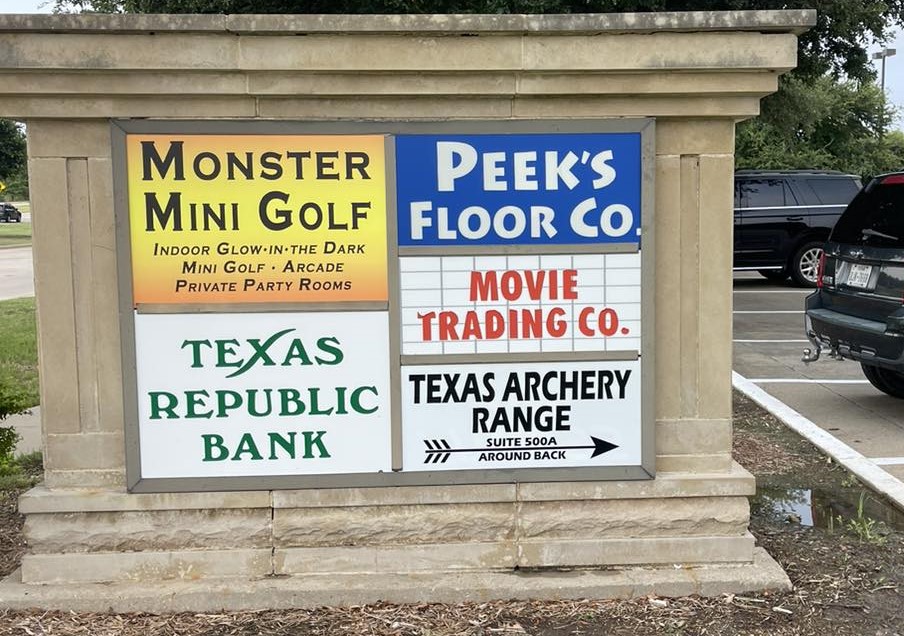 MONSTER
MINI GOLF
INDOOR GLOW·IN·THE DARK
MINI GOLF · ARCADE
PRIVATE PARTY ROOMS
TEXAS
REPUBLIC
BANK
PEEK'S
FLOOR CO.
MOVIE
TRADING CO.
TEXAS ARCHERY
RANGE
SUITE 500A
AROUND BACK